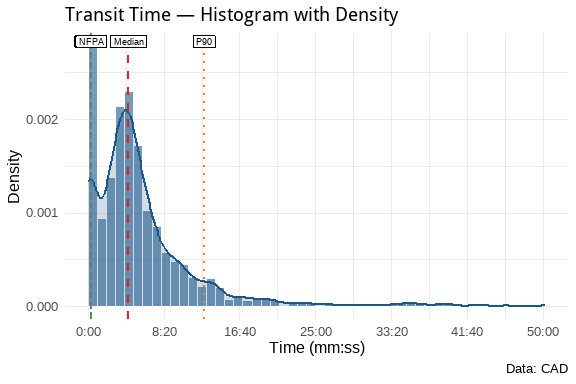 Transit Time — Histogram with Density
NFPA Median P90
0.002
0.001
0.000
Density
0:00 8:20 16:40 25:00 33:20 41:40 50:00
Time (mm:ss)
Data: CAD